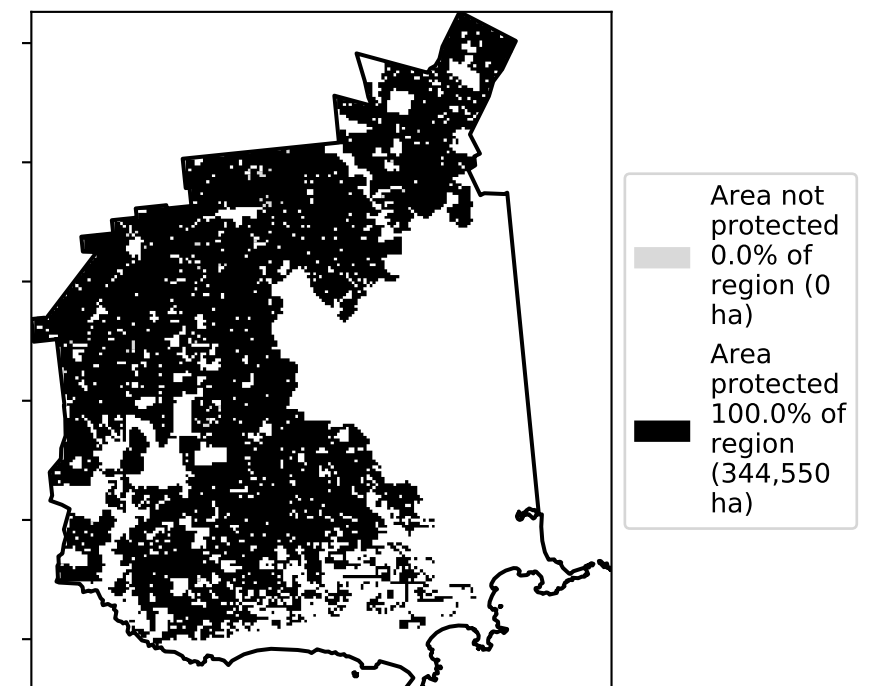 Area not
protected
0.0% of
region (0
ha)
Area
protected
100.0% of
region
(344,550
ha)